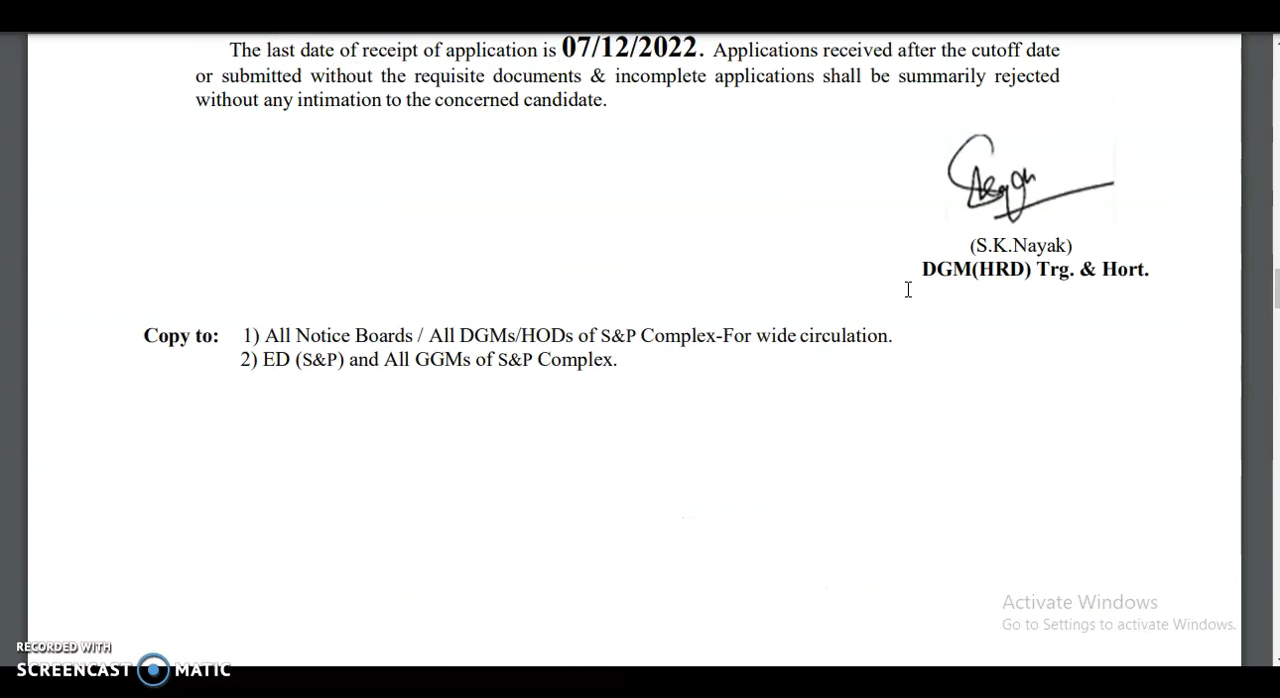 The last date of receipt of application is 07/12/2022. Applications received after the cutoff date
or submitted without the requisite documents & incomplete applications shall be summarily rejected
without any intimation to the concerned candidate.
(S.K.Nayak)
DGM(HRD) Trg. & Hort.
Copy to: 1) All Notice Boards / All DGMs/HODs of S&P Complex-For wide circulation.
2) ED (S&P) and All GGMs of S&P Complex.
Activate Windows
Go to Settings to activate Windows.
RECORDED WITH
SCREENCAST MATIC